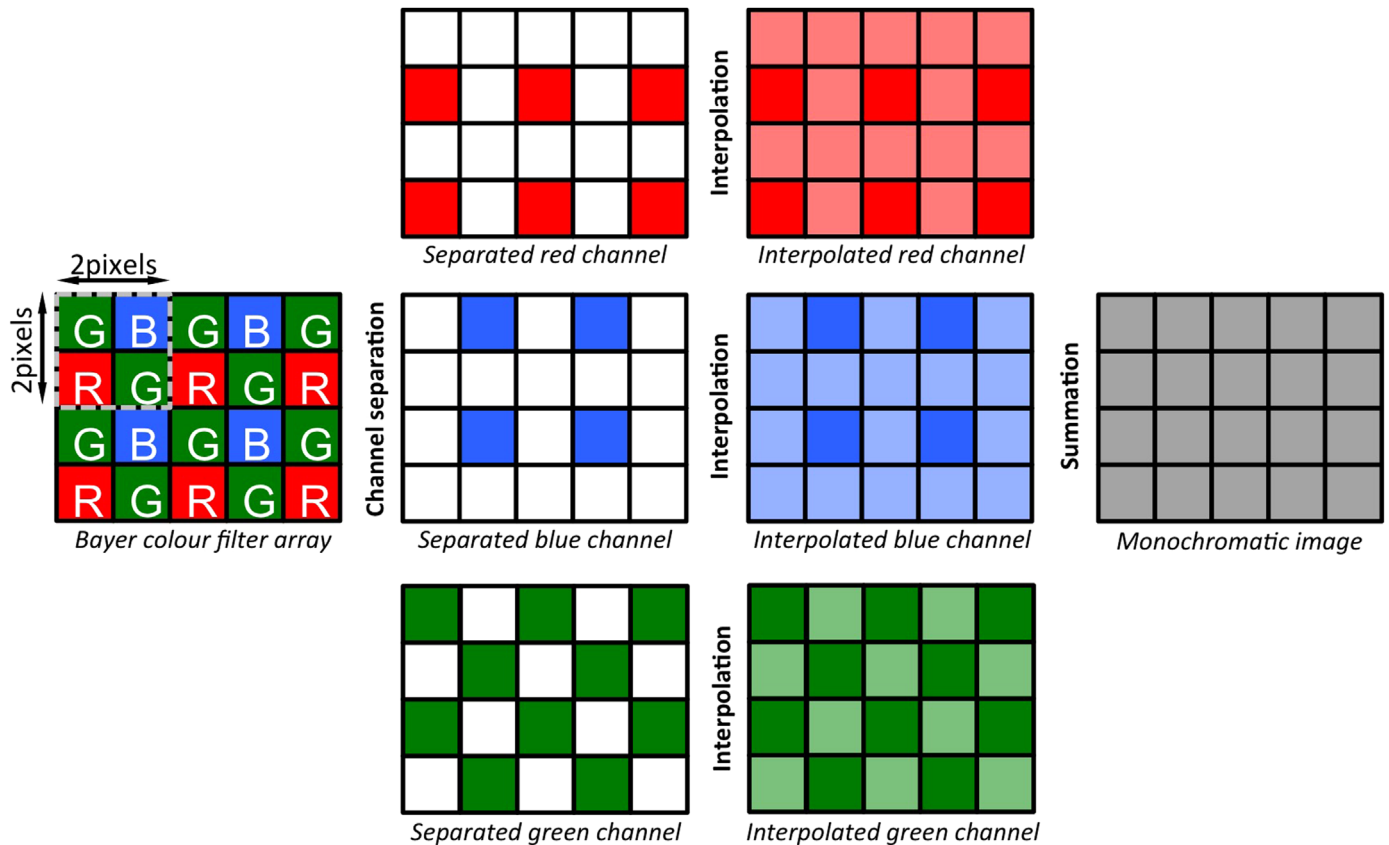 Interpolation
Separated red channel
Interpolated red channel
2pixels
2pixels
G B G B G
R G R G R
G B G B G
R G R G R
Bayer colour filter array
Channel separation
Separated blue channel
Interpolation
Interpolated blue channel
Summation
Monochromatic image
Separated green channel
Interpolation
Interpolated green channel